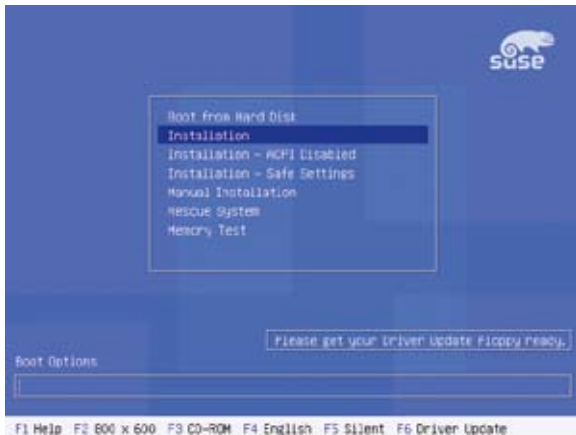 suse
Boot from Hard Disk
Installation
Installation - ACPI Disabled
Installation - Safe Settings
Manual Installation
Rescue System
Memory Test
Please get your Driver Update Floppy ready.
Boot Options
F1 Help F2 800 x 600 F3 CD-ROM F4 English F5 Silent F6 Driver Update